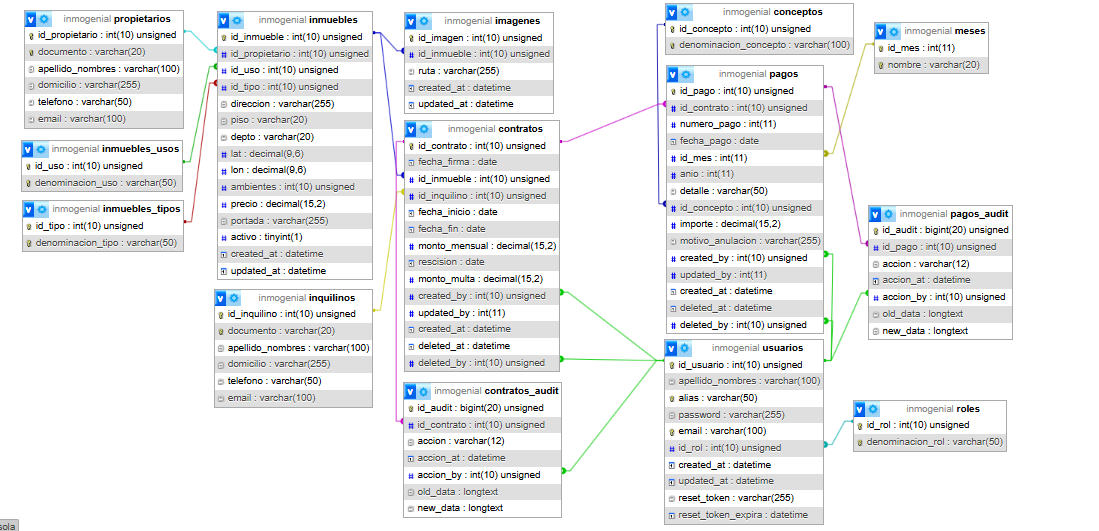 v inmogenial propietarios
id_propietario : int(10) unsigned
documento : varchar(20)
apellido_nombres : varchar(100)
domicilio : varchar(255)
telefono : varchar(50)
email : varchar(100)
v inmogenial inmuebles_usos
id_uso : int(10) unsigned
denominacion_uso : varchar(50)
v inmogenial inmuebles_tipos
id_tipo : int(10) unsigned
denominacion_tipo : varchar(50)
v inmogenial inmuebles
id_inmueble : int(10) unsigned
# id_propietario : int(10) unsigned
# id_uso : int(10) unsigned
# id_tipo : int(10) unsigned
direccion : varchar(255)
piso : varchar(20)
depto : varchar(20)
# lat : decimal(9,6)
# lon : decimal(9,6)
# ambientes : int(10) unsigned
# precio : decimal(15,2)
portada : varchar(255)
# activo : tinyint(1)
created_at : datetime
updated_at : datetime
v inmogenial inquilinos
id_inquilino : int(10) unsigned
documento : varchar(20)
apellido_nombres : varchar(100)
domicilio : varchar(255)
telefono : varchar(50)
email : varchar(100)
v inmogenial imagenes
id_imagen : int(10) unsigned
# id_inmueble : int(10) unsigned
ruta : varchar(255)
created_at : datetime
updated_at : datetime
v inmogenial contratos
id_contrato : int(10) unsigned
fecha_firma : date
# id_inmueble : int(10) unsigned
# id_inquilino : int(10) unsigned
fecha_inicio : date
fecha_fin : date
# monto_mensual : decimal(15,2)
rescision : date
# monto_multa : decimal(15,2)
# created_by : int(10) unsigned
# updated_by : int(11)
created_at : datetime
deleted_at : datetime
# deleted_by : int(10) unsigned
v inmogenial contratos_audit
id_audit : bigint(20) unsigned
# id_contrato : int(10) unsigned
accion : varchar(12)
accion_at : datetime
# accion_by : int(10) unsigned
old_data : longtext
new_data : longtext
v inmogenial conceptos
id_concepto : int(10) unsigned
denominacion_concepto : varchar(100)
v inmogenial pagos
id_pago : int(10) unsigned
# id_contrato : int(10) unsigned
# numero_pago : int(11)
fecha_pago : date
# id_mes : int(11)
# anio : int(11)
detalle : varchar(50)
# id_concepto : int(10) unsigned
# importe : decimal(15,2)
motivo_anulacion : varchar(255)
# created_by : int(10) unsigned
# updated_by : int(11)
created_at : datetime
deleted_at : datetime
# deleted_by : int(10) unsigned
v inmogenial usuarios
id_usuario : int(10) unsigned
apellido_nombres : varchar(100)
alias : varchar(50)
password : varchar(255)
email : varchar(100)
# id_rol : int(10) unsigned
created_at : datetime
updated_at : datetime
reset_token : varchar(255)
reset_token_expira : datetime
v inmogenial meses
id_mes : int(11)
nombre : varchar(20)
v inmogenial pagos_audit
id_audit : bigint(20) unsigned
# id_pago : int(10) unsigned
accion : varchar(12)
accion_at : datetime
# accion_by : int(10) unsigned
old_data : longtext
new_data : longtext
v inmogenial roles
id_rol : int(10) unsigned
denominacion_rol : varchar(50)
sola